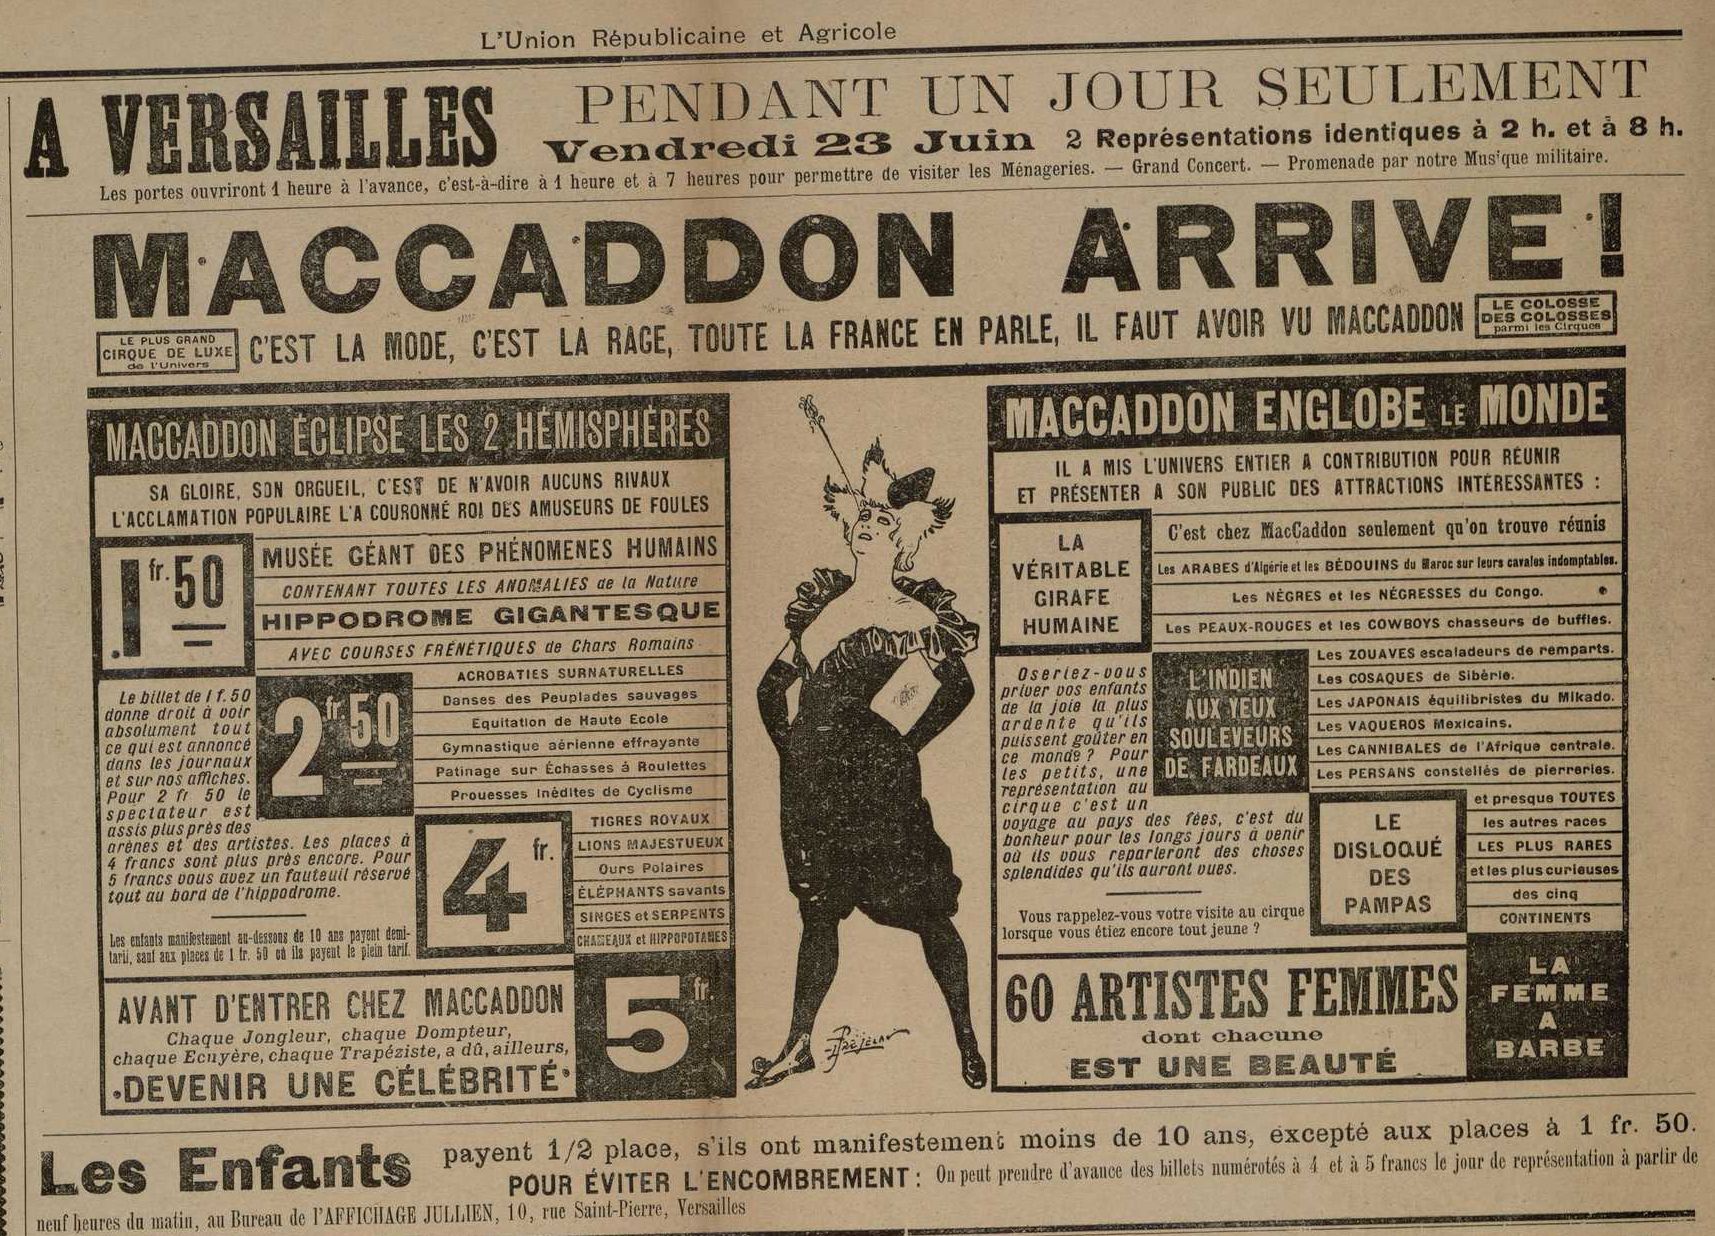 L'Union Républicaine et Agricole
A VERSAILLES
PENDANT UN JOUR SEULEMENT
Vendredi 23 Juin 2 Représentations identiques à 2 h. et à 8 h.
Les portes ouvriront 1 heure à l'avance, c'est-à-dire à 1 heure et à 7 heures pour permettre de visiter les Ménageries. — Grand Concert. — Promenade par notre Mus'que militaire.
MACCADDON ARRIVE!
LE PLUS GRAND
CIRQUE DE LUXE
de l'Univers
C'EST LA MODE, C'EST LA RAGE, TOUTE LA FRANCE EN PARLE, IL FAUT AVOIR VU MACCADDON
LE COLOSSE
DES COLOSSES
parmi les Cirques
MACCADDON ÉCLIPSE LES 2 HÉMISPHÈRES
SA GLOIRE, SON ORGUEIL, C'EST DE N'AVOIR AUCUNS RIVAUX
L'ACCLAMATION POPULAIRE L'A COURONNÉ ROI DES AMUSEURS DE FOULES
1 fr. 50
MUSÉE GÉANT DES PHÉNOMENES HUMAINS
CONTENANT TOUTES LES ANOMALIES de la Nature
HIPPODROME GIGANTESQUE
AVEC COURSES FRÉNÉTIQUES de Chars Romains
Le billet de 1 f. 50
donne droit à voir
absolument tout
ce qui est annoncé
dans les journaux
et sur nos affiches.
Pour 2 fr 50 le
spectateur est
assis plus près des
arènes et des artistes. Les places à
4 francs sont plus près encore. Pour
5 francs vous avez un fauteuil réservé
tout au bord de l'hippodrome.
Les enfants manifestement au-dessous de 10 ans payent demi-
tarif, sauf aux places de 1 fr. 50 où ils payent le plein tarif.
2 fr 50
ACROBATIES SURNATURELLES
Danses des Peuplades sauvages
Equitation de Haute Ecole
Gymnastique aérienne effrayante
Patinage sur Échasses à Roulettes
Prouesses Inédites de Cyclisme
4 fr.
TIGRES ROYAUX
LIONS MAJESTUEUX
Ours Polaires
ÉLÉPHANTS savants
SINGES et SERPENTS
CHAMEAUX et HIPPOPOTAMES
AVANT D'ENTRER CHEZ MACCADDON
Chaque Jongleur, chaque Dompteur,
chaque Ecuyère, chaque Trapéziste, a dû, ailleurs,
DEVENIR UNE CÉLÉBRITÉ
5 fr.
MACCADDON ENGLOBE LE MONDE
IL A MIS L'UNIVERS ENTIER A CONTRIBUTION POUR RÉUNIR
ET PRÉSENTER A SON PUBLIC DES ATTRACTIONS INTÉRESSANTES :
LA
VÉRITABLE
GIRAFE
HUMAINE
C'est chez MacCaddon seulement qu'on trouve réunis
Les ARABES d'Algérie et les BÉDOUINS du Maroc sur leurs cavales indomptables.
Les NÈGRES et les NÉGRESSES du Congo.
Les PEAUX-ROUGES et les COWBOYS chasseurs de buffles.
Oseriez-vous
priver vos enfants
de la joie la plus
ardente qu'ils
puissent goûter en
ce monde ? Pour
les petits, une
représentation au
cirque c'est un
voyage au pays des fées, c'est du
bonheur pour les longs jours à venir
où ils vous reparleront des choses
splendides qu'ils auront vues.
Vous rappelez-vous votre visite au cirque
lorsque vous étiez encore tout jeune ?
L'INDIEN
AUX YEUX
SOULEVEURS
DE FARDEAUX
Les ZOUAVES escaladeurs de remparts.
Les COSAQUES de Sibérie.
Les JAPONAIS équilibristes du Mikado.
Les VAQUEROS Mexicains.
Les CANNIBALES de l'Afrique centrale.
Les PERSANS constellés de pierreries.
LE
DISLOQUÉ
DES
PAMPAS
et presque TOUTES
les autres races
LES PLUS RARES
et les plus curieuses
des cinq
CONTINENTS
60 ARTISTES FEMMES
dont chacune
EST UNE BEAUTÉ
LA
FEMME
A
BARBE
Les Enfants
payent 1/2 place, s'ils ont manifestement moins de 10 ans, excepté aux places à 1 fr. 50.
POUR ÉVITER L'ENCOMBREMENT : On peut prendre d'avance des billets numérotés à 4 et à 5 francs le jour de représentation à partir de
neuf heures du matin, au Bureau de l'AFFICHAGE JULLIEN, 10, rue Saint-Pierre, Versailles